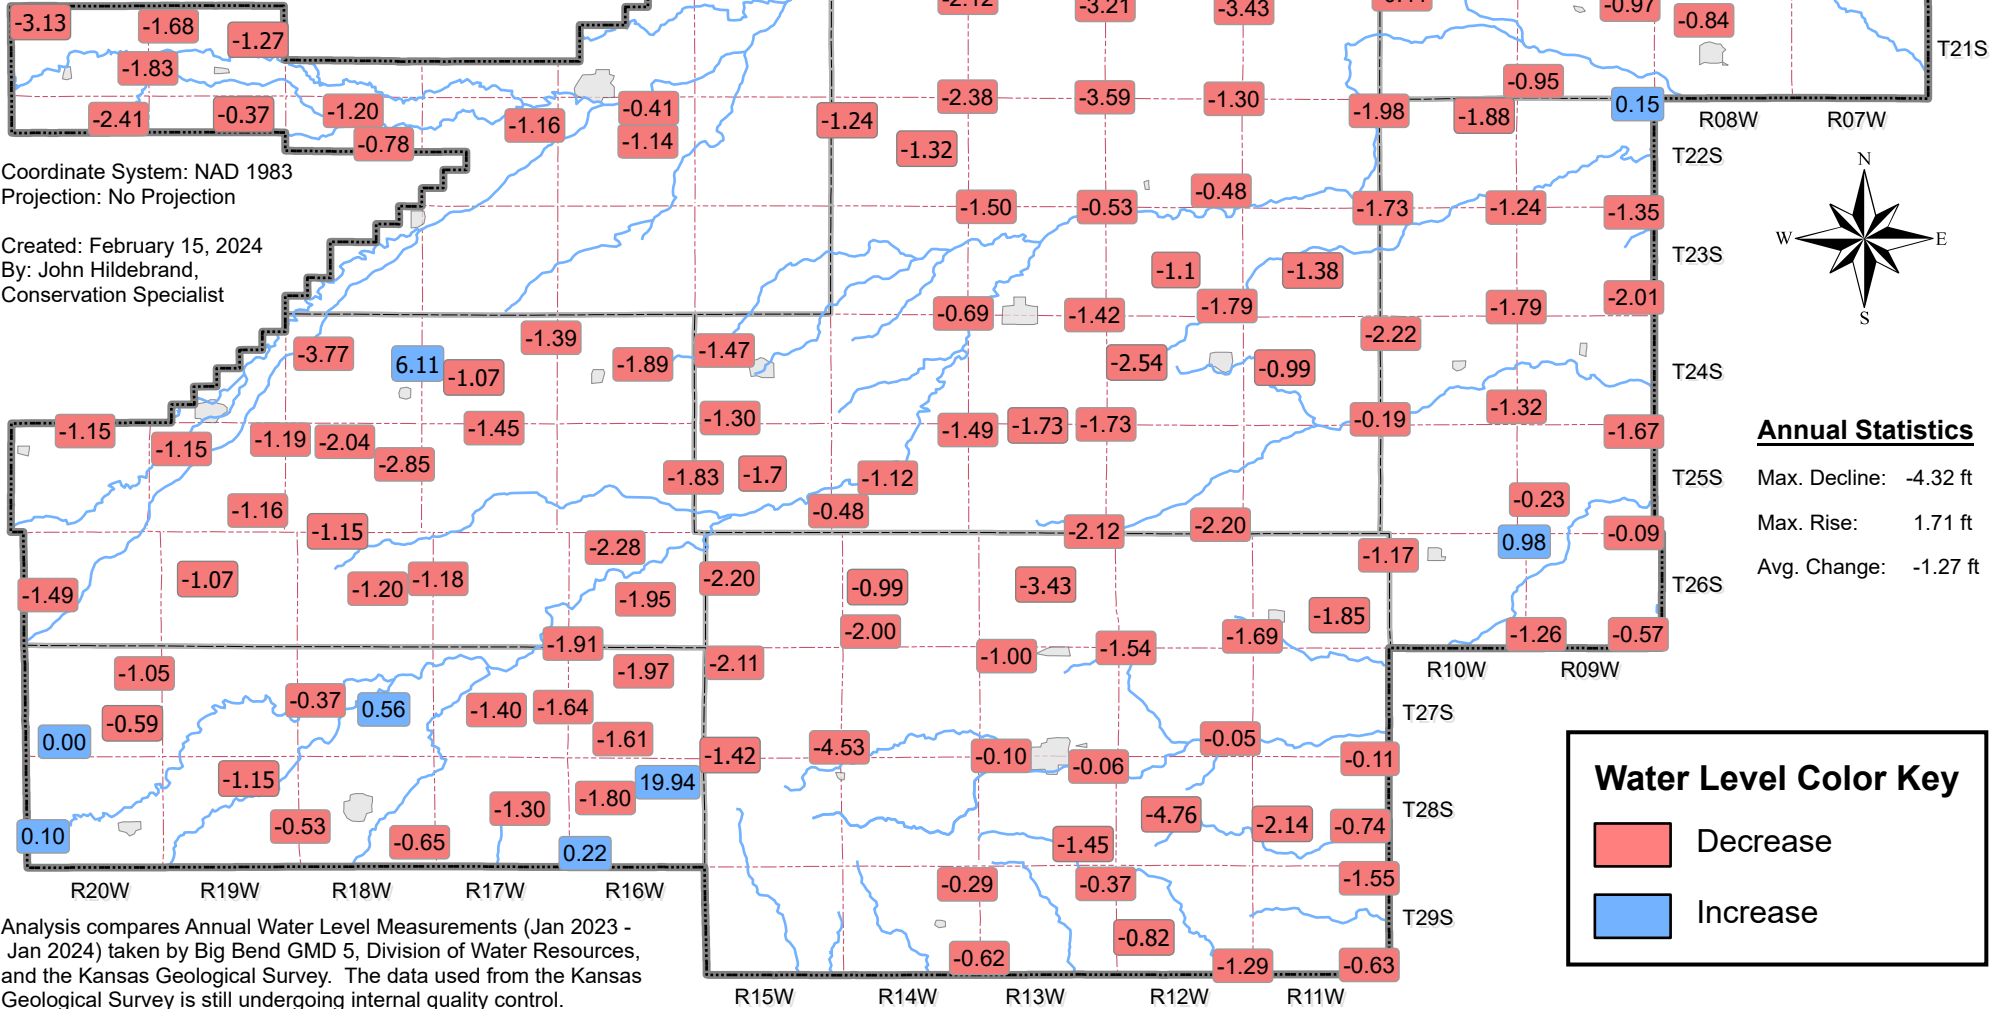 -2.12
-3.21
-3.43
-0.97
-3.13
-1.68
-1.27
-0.84
T21S
-1.83
-0.95
-2.41
-0.37
-1.20
-1.16
-0.41
-1.24
-2.38
-3.59
-1.30
-1.98
-1.88
0.15
R08W
R07W
-0.78
-1.14
-1.32
T22S
N
Coordinate System: NAD 1983
Projection: No Projection
-1.50
-0.53
-0.48
-1.73
-1.24
-1.35
W
E
S
Created: February 15, 2024
By: John Hildebrand,
Conservation Specialist
T23S
-1.1
-1.38
-0.69
-1.42
-1.79
-1.79
-2.01
-2.22
-3.77
6.11
-1.07
-1.39
-1.89
-1.47
-2.54
-0.99
T24S
-1.15
-1.15
-1.19
-2.04
-2.85
-1.45
-1.30
-1.49
-1.73
-1.73
-0.19
-1.32
-1.67
Annual Statistics
Max. Decline: -4.32 ft
Max. Rise: 1.71 ft
Avg. Change: -1.27 ft
-1.83
-1.7
-1.12
T25S
-1.16
-1.15
-0.48
-2.12
-2.20
-0.23
0.98
-0.09
-2.28
-1.17
-1.49
-1.07
-1.20
-1.18
-1.95
-2.20
-0.99
-3.43
-1.85
T26S
-1.91
-2.00
-1.00
-1.54
-1.69
-1.26
-0.57
-1.05
-1.97
-2.11
R10W
R09W
-0.59
-0.37
0.56
-1.40
-1.64
-1.61
T27S
0.00
-1.42
-4.53
-0.10
-0.06
-0.05
-0.11
-1.15
19.94
-1.80
-1.30
Water Level Color Key
Decrease
Increase
0.10
-0.53
-0.65
0.22
-1.45
-4.76
-2.14
-0.74
T28S
R20W
R19W
R18W
R17W
R16W
-0.29
-0.37
-1.55
T29S
-0.82
-0.62
-1.29
-0.63
Analysis compares Annual Water Level Measurements (Jan 2023 -
Jan 2024) taken by Big Bend GMD 5, Division of Water Resources,
and the Kansas Geological Survey. The data used from the Kansas
Geological Survey is still undergoing internal quality control.
R15W
R14W
R13W
R12W
R11W